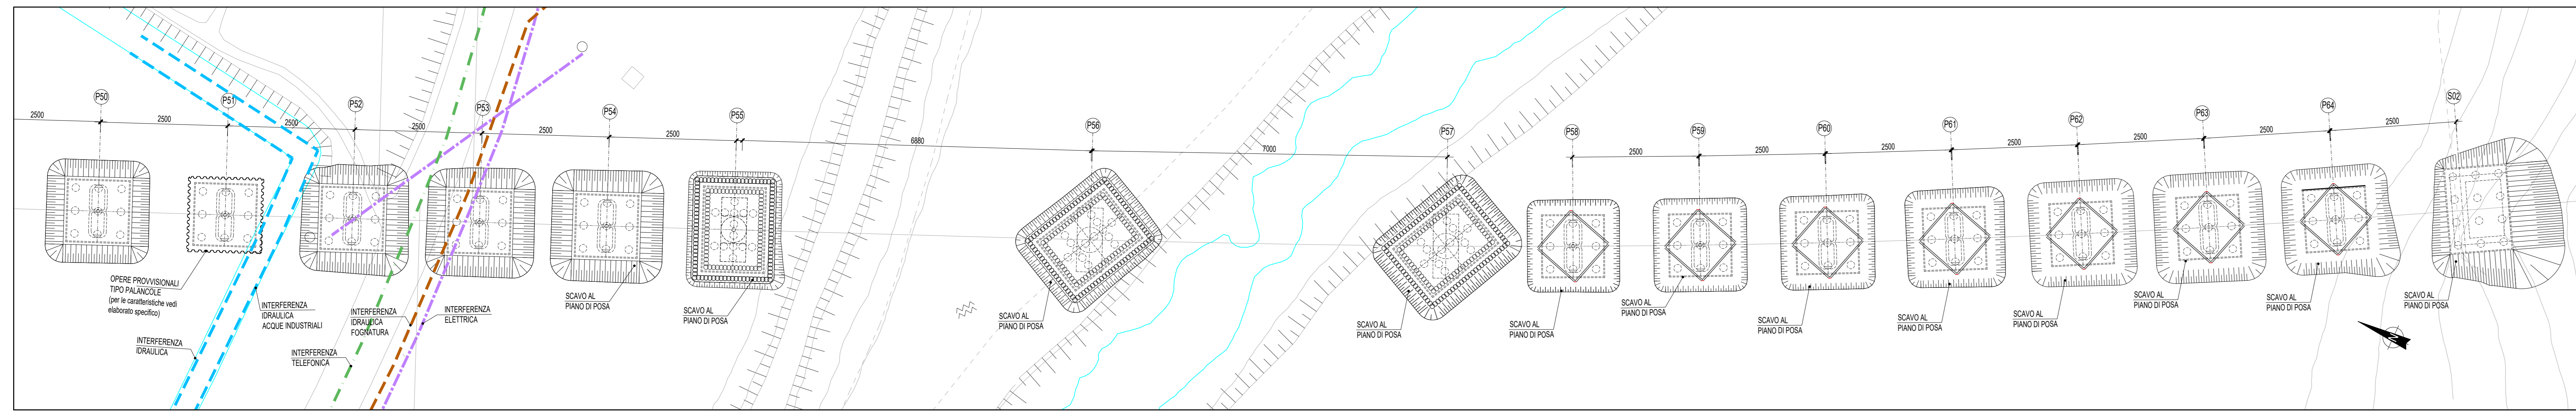 P50
P51
P52
P53
P54
P55
P56
P57
P58
P59
P60
P61
P62
P63
P64
S02
2500
2500
2500
2500
2500
2500
6880
7000
2500
2500
2500
2500
2500
2500
2500
OPERE PROVVISIONALI
TIPO PALANCOLE
(per le caratteristiche vedi
elaborato specifico)
INTERFERENZA
IDRAULICA
INTERFERENZA
IDRAULICA
ACQUE INDUSTRIALI
INTERFERENZA
TELEFONICA
INTERFERENZA
IDRAULICA
FOGNATURA
INTERFERENZA
ELETTRICA
SCAVO AL
PIANO DI POSA
SCAVO AL
PIANO DI POSA
SCAVO AL
PIANO DI POSA
SCAVO AL
PIANO DI POSA
SCAVO AL
PIANO DI POSA
SCAVO AL
PIANO DI POSA
SCAVO AL
PIANO DI POSA
SCAVO AL
PIANO DI POSA
SCAVO AL
PIANO DI POSA
SCAVO AL
PIANO DI POSA
SCAVO AL
PIANO DI POSA
SCAVO AL
PIANO DI POSA